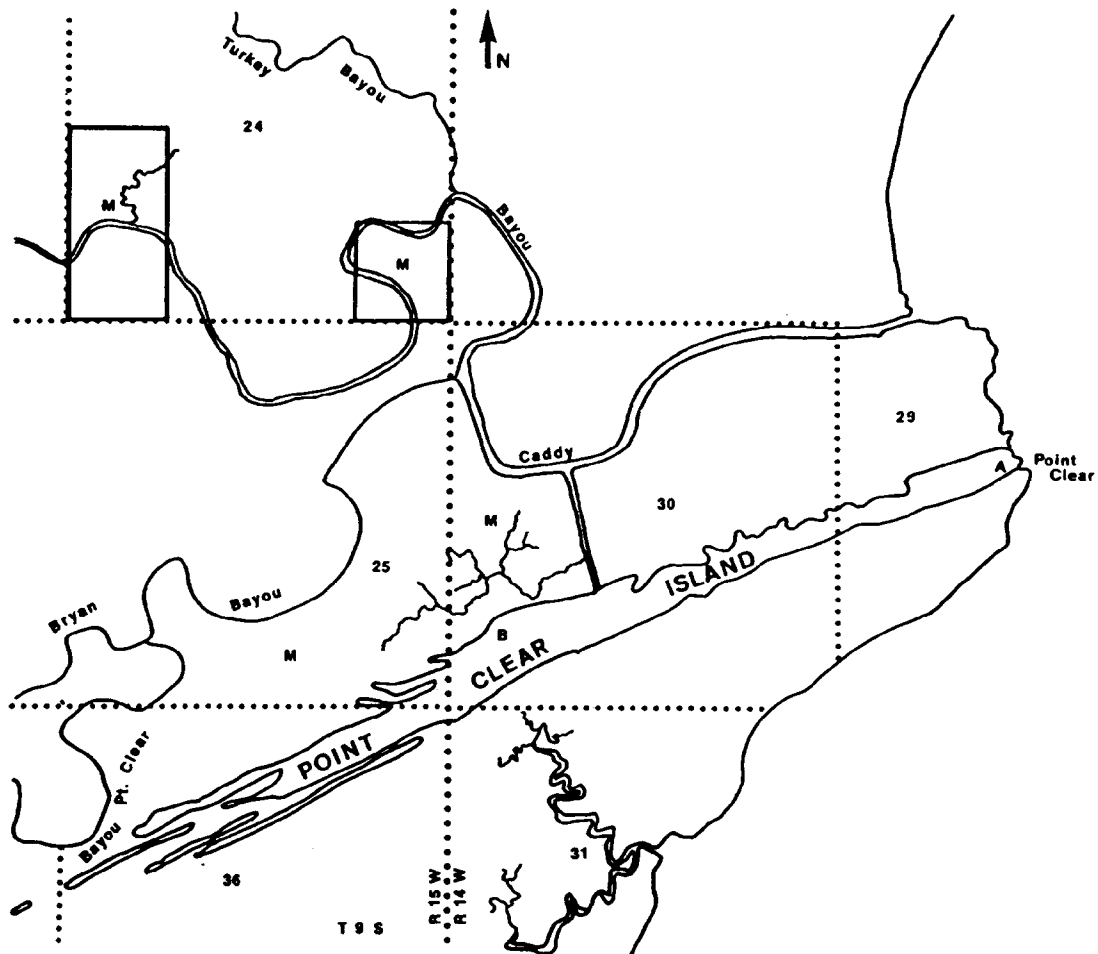 Turkey
Bayou
N
24
M
Bayou
M
29
Point
Clear
A
Caddy
30
M
25
ISLAND
Bayou
Bryan
B
M
CLEAR
POINT
Pt. Clear
Bayou
31
36
R 15 W
R 14 W
T 9 S